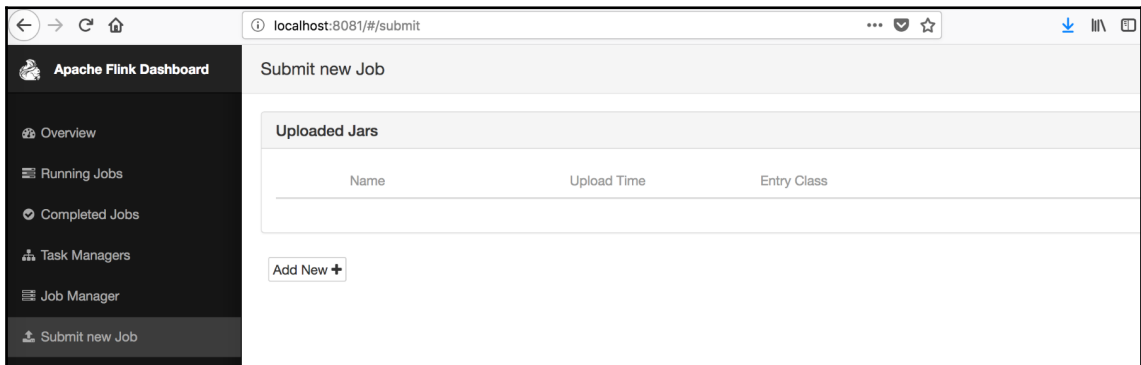 localhost:8081/#/submit
Apache Flink Dashboard
Submit new Job
Overview
Running Jobs
Completed Jobs
Task Managers
Job Manager
Submit new Job
Uploaded Jars
Name Upload Time Entry Class
Add New